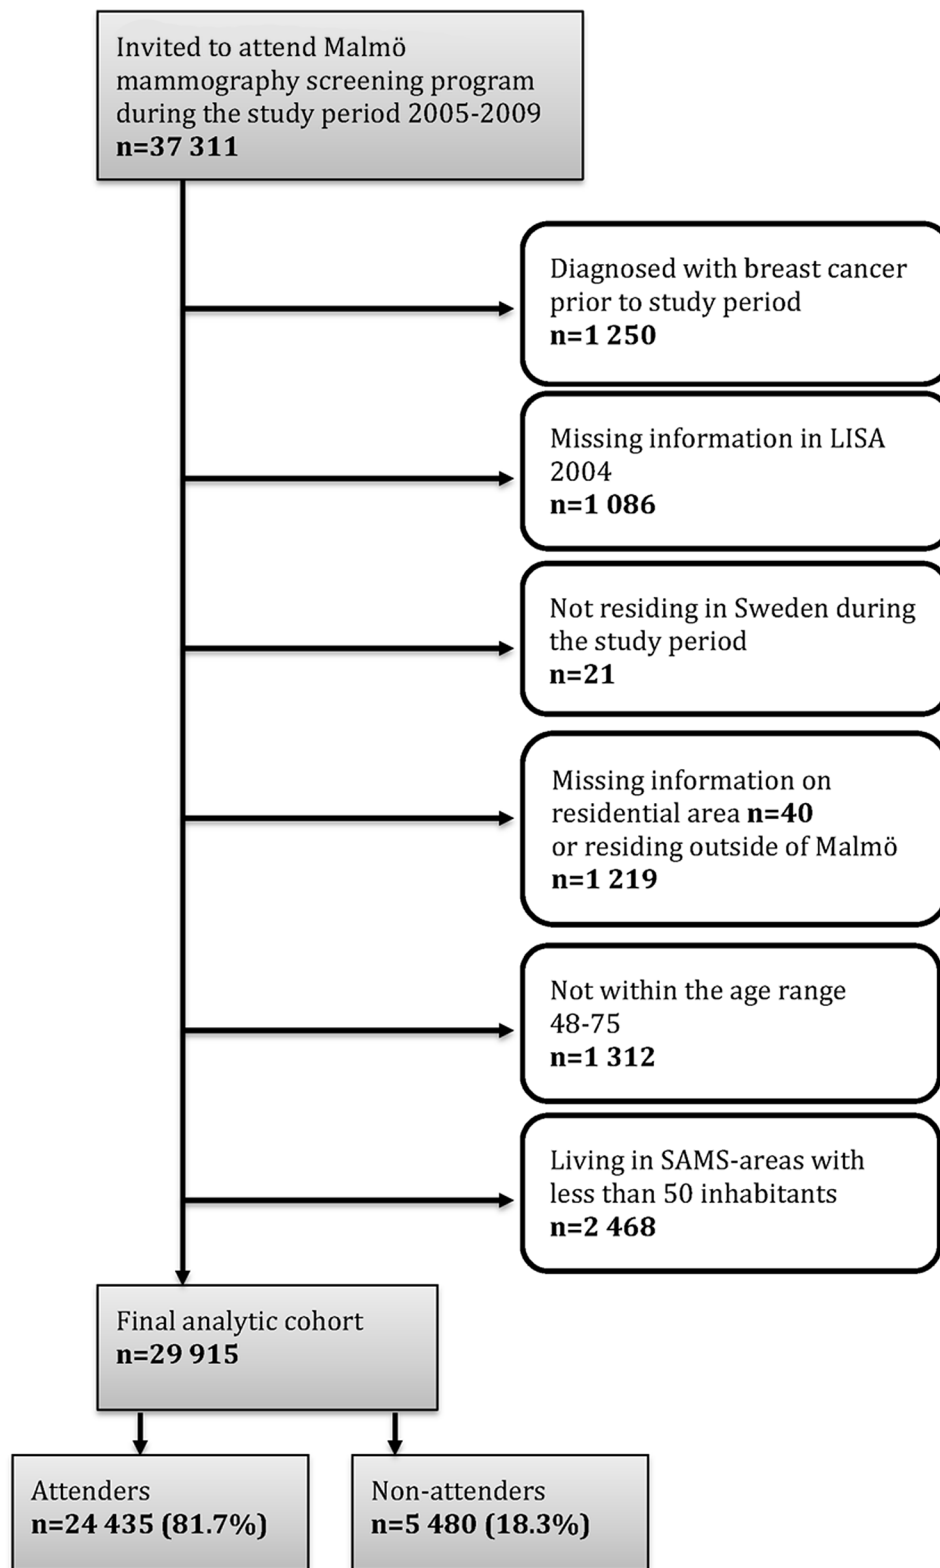 Invited to attend Malmö
mammography screening program
during the study period 2005-2009
n=37 311
Diagnosed with breast cancer
prior to study period
n=1 250
Missing information in LISA
2004
n=1 086
Not residing in Sweden during
the study period
n=21
Missing information on
residential area n=40
or residing outside of Malmö
n=1 219
Not within the age range
48-75
n=1 312
Living in SAMS-areas with
less than 50 inhabitants
n=2 468
Final analytic cohort
n=29 915
Attenders
n=24 435 (81.7%)
Non-attenders
n=5 480 (18.3%)